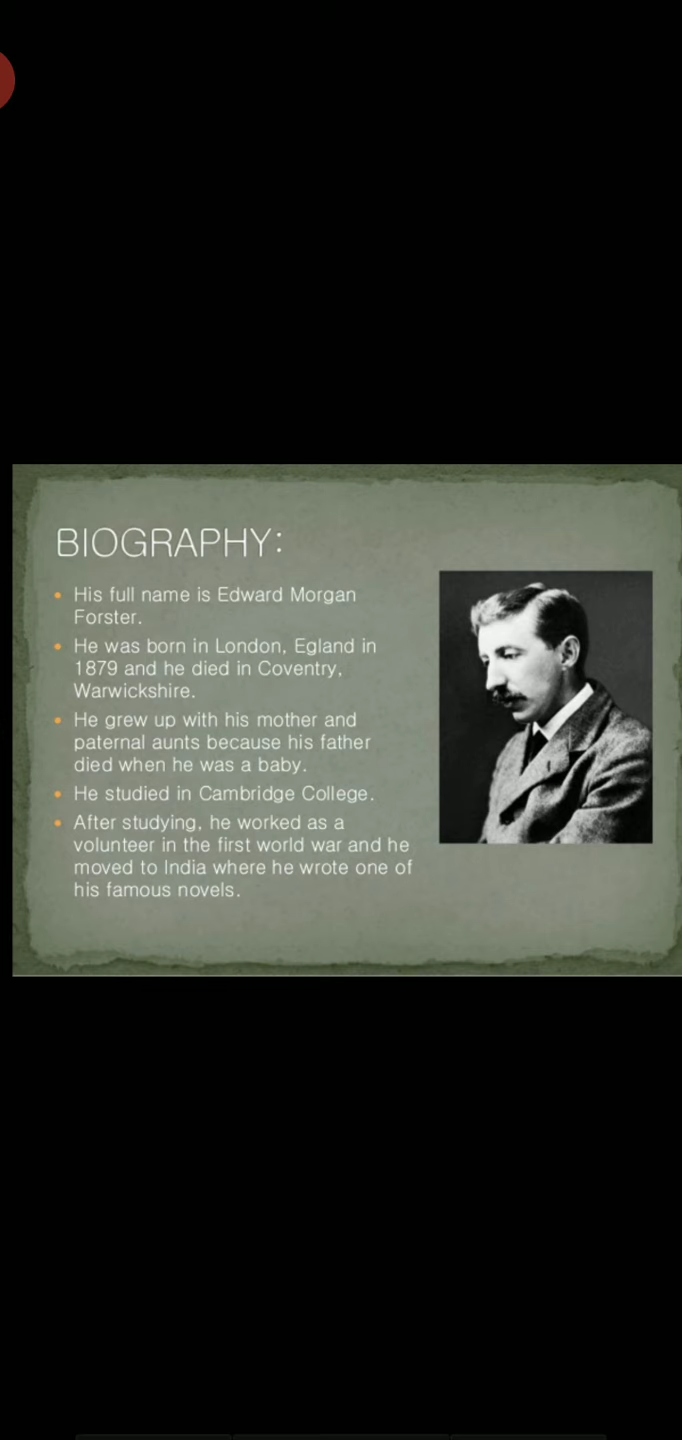 BIOGRAPHY:
• His full name is Edward Morgan
Forster.
• He was born in London, Egland in
1879 and he died in Coventry,
Warwickshire.
• He grew up with his mother and
paternal aunts because his father
died when he was a baby.
• He studied in Cambridge College.
• After studying, he worked as a
volunteer in the first world war and he
moved to India where he wrote one of
his famous novels.